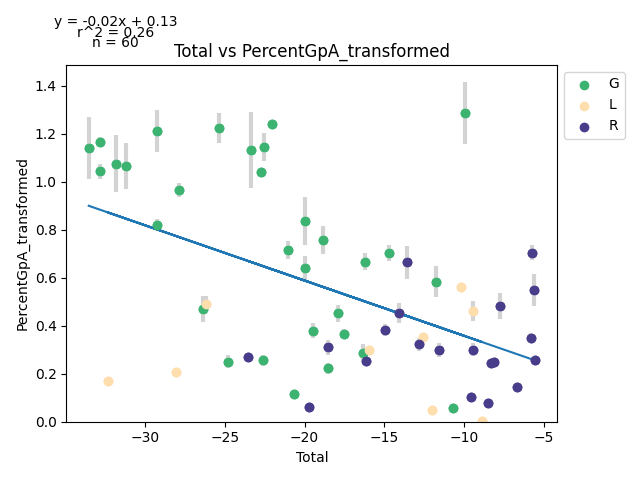 y = -0.02x + 0.13
r^2 = 0.26
n = 60
Total vs PercentGpA_transformed
G
L
R
PercentGpA_transformed
1.4
1.2
1.0
0.8
0.6
0.4
0.2
0.0
−30 −25 −20 −15 −10 −5
Total